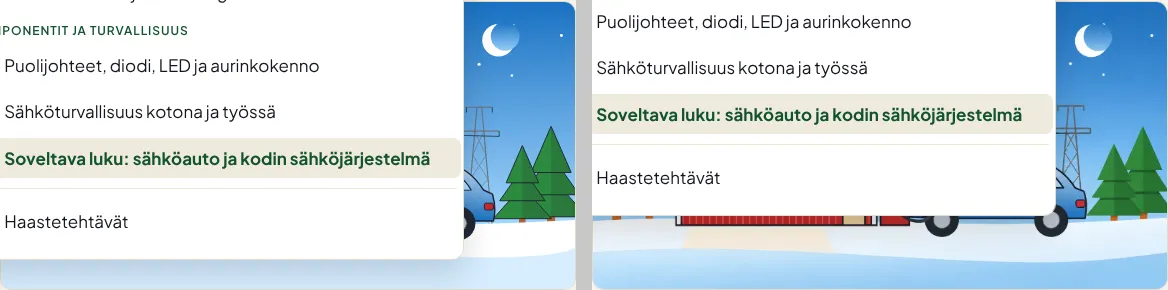 PONENTIT JA TURVALLISUUS
Puolijohteet, diodi, LED ja aurinkokenno
Sähköturvallisuus kotona ja työssä
Soveltava luku: sähköauto ja kodin sähköjärjestelmä
Haastetehtävät
Puolijohteet, diodi, LED ja aurinkokenno
Sähköturvallisuus kotona ja työssä
Soveltava luku: sähköauto ja kodin sähköjärjestelmä
Haastetehtävät